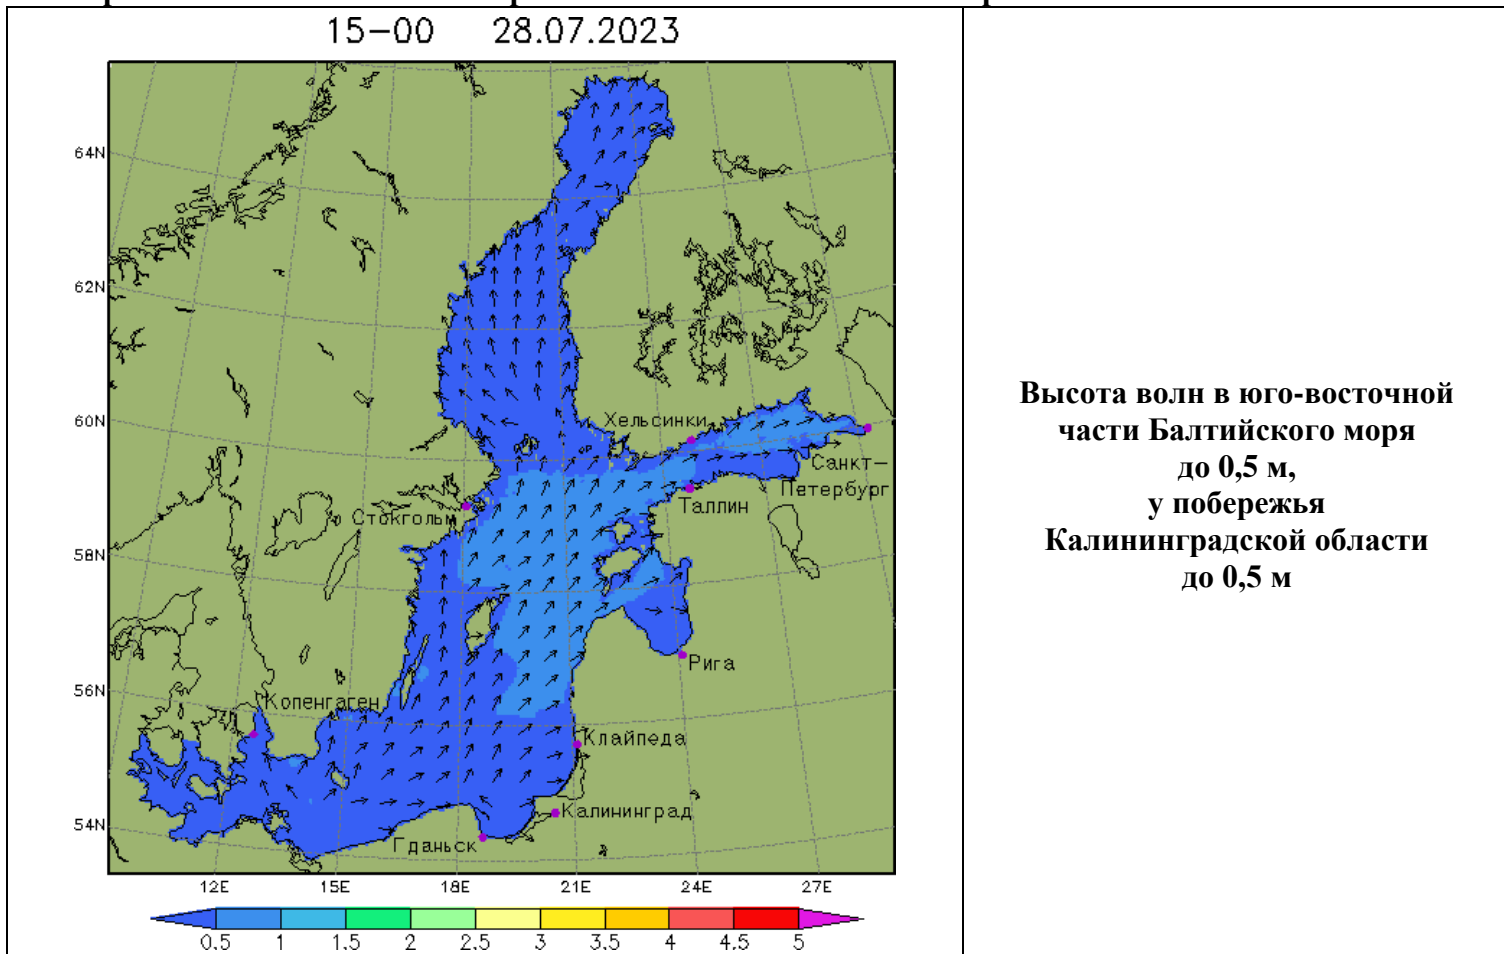 15-00 28.07.2023
64N
62N
60N
58N
56N
54N
Хельсинки
Санкт-
Петербург
Таллин
Стокгольм
Рига
Копенгаген
Клайпеда
Калининград
Гданьск
12E 15E 18E 21E 24E 27E
0.5 1 1.5 2 2.5 3 3.5 4 4.5 5
Высота волн в юго-восточной
части Балтийского моря
до 0,5 м,
у побережья
Калининградской области
до 0,5 м